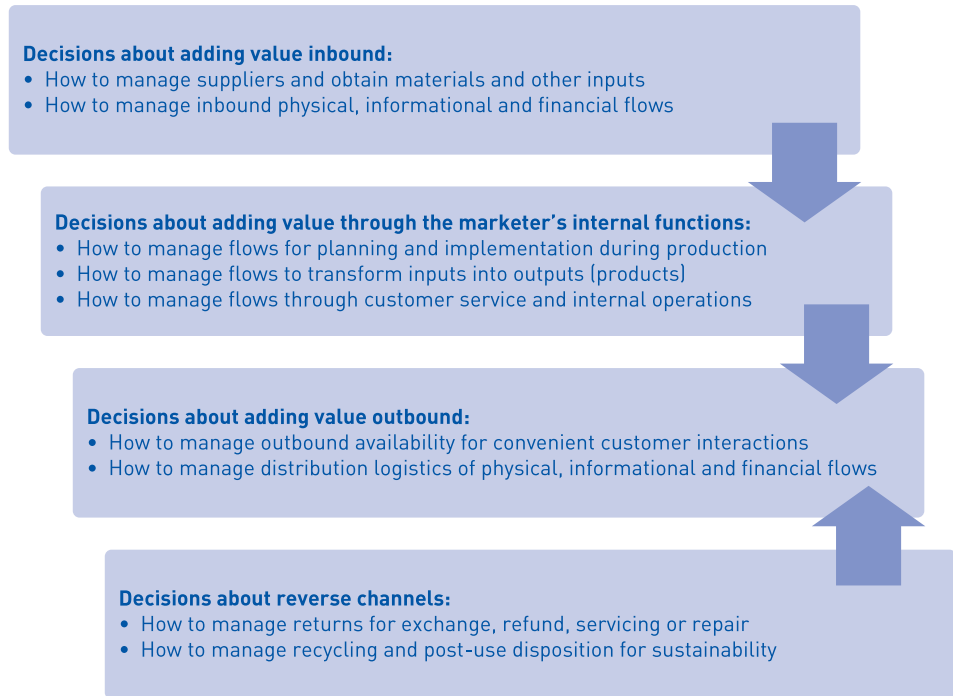 Decisions about adding value inbound:
• How to manage suppliers and obtain materials and other inputs
• How to manage inbound physical, informational and financial flows
Decisions about adding value through the marketer’s internal functions:
• How to manage flows for planning and implementation during production
• How to manage flows to transform inputs into outputs (products)
• How to manage flows through customer service and internal operations
Decisions about adding value outbound:
• How to manage outbound availability for convenient customer interactions
• How to manage distribution logistics of physical, informational and financial flows
Decisions about reverse channels:
• How to manage returns for exchange, refund, servicing or repair
• How to manage recycling and post-use disposition for sustainability